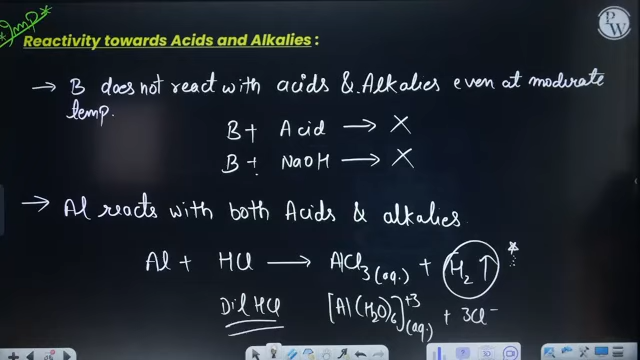 *Imp*
Reactivity towards Acids and Alkalies :
→ B does not react with acids & Alkalies even at moderate
temp.
B + Acid → X
B + NaOH → X
→ Al reacts with both Acids & alkalies.
Al + HCl → AlCl3(aq.) + H2 ↑ *
Dil HCl [Al(H2O)6]+3(aq.) + 3Cl-